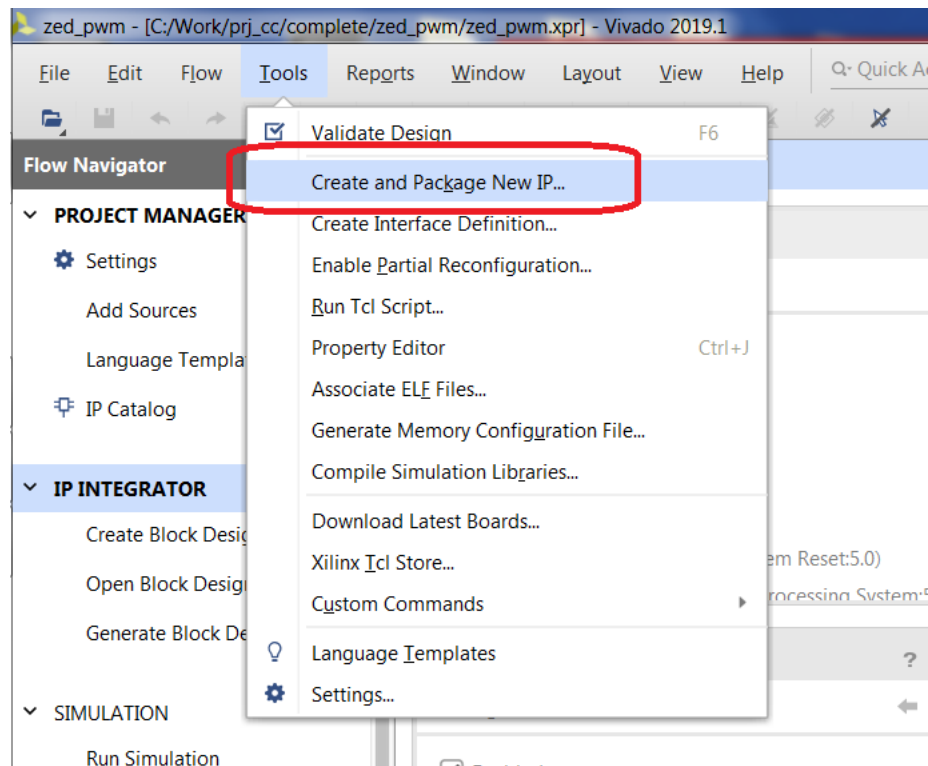 zed_pwm - [C:/Work/prj_cc/complete/zed_pwm/zed_pwm.xpr] - Vivado 2019.1
File Edit Flow Tools Reports Window Layout View Help Quick
Validate Design F6
Flow Navigator
Create and Package New IP...
PROJECT MANAGER
Create Interface Definition...
Settings
Enable Partial Reconfiguration...
Add Sources
Run Tcl Script...
Language Templa
Property Editor Ctrl+J
IP Catalog
Associate ELF Files...
Generate Memory Configuration File...
Compile Simulation Libraries...
IP INTEGRATOR
Download Latest Boards...
Create Block Desig
Xilinx Tcl Store...
em Reset:5.0)
Open Block Design
Custom Commands
rocessing System:5
Generate Block De
Language Templates
?
Settings...
SIMULATION
Run Simulation